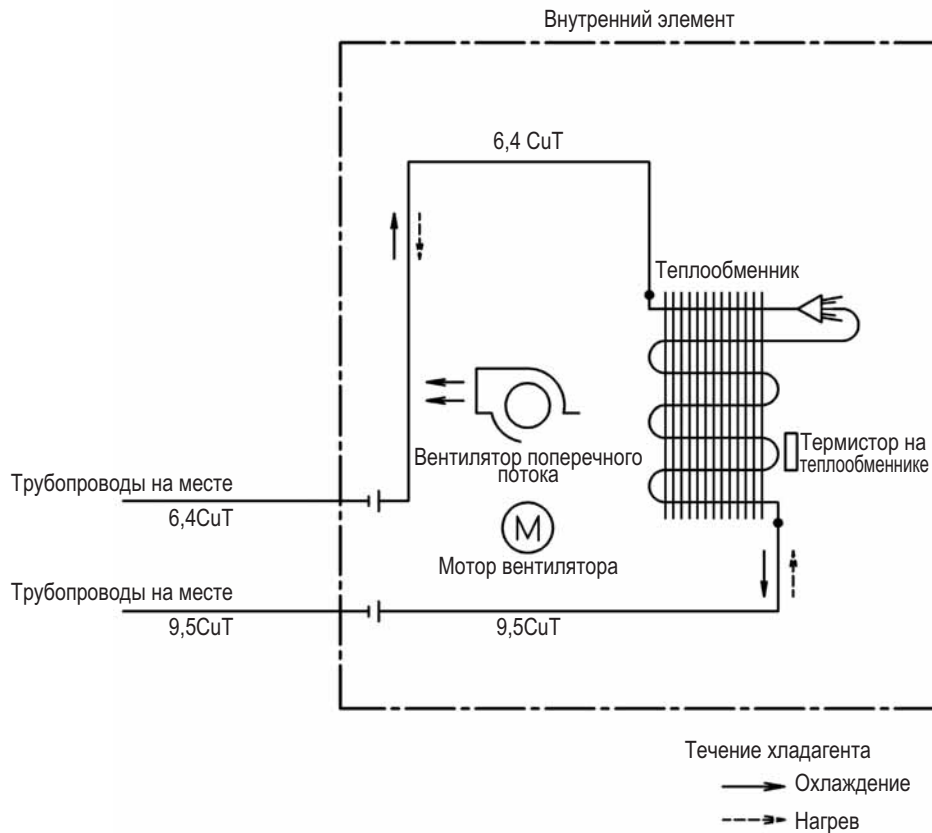 Внутренний элемент
6,4 CuT
Теплообменник
Вентилятор поперечного
потока
Термистор на
теплообменнике
Трубопроводы на месте
6,4CuT
M
Мотор вентилятора
Трубопроводы на месте
9,5CuT
9,5CuT
Течение хладагента
Охлаждение
Нагрев